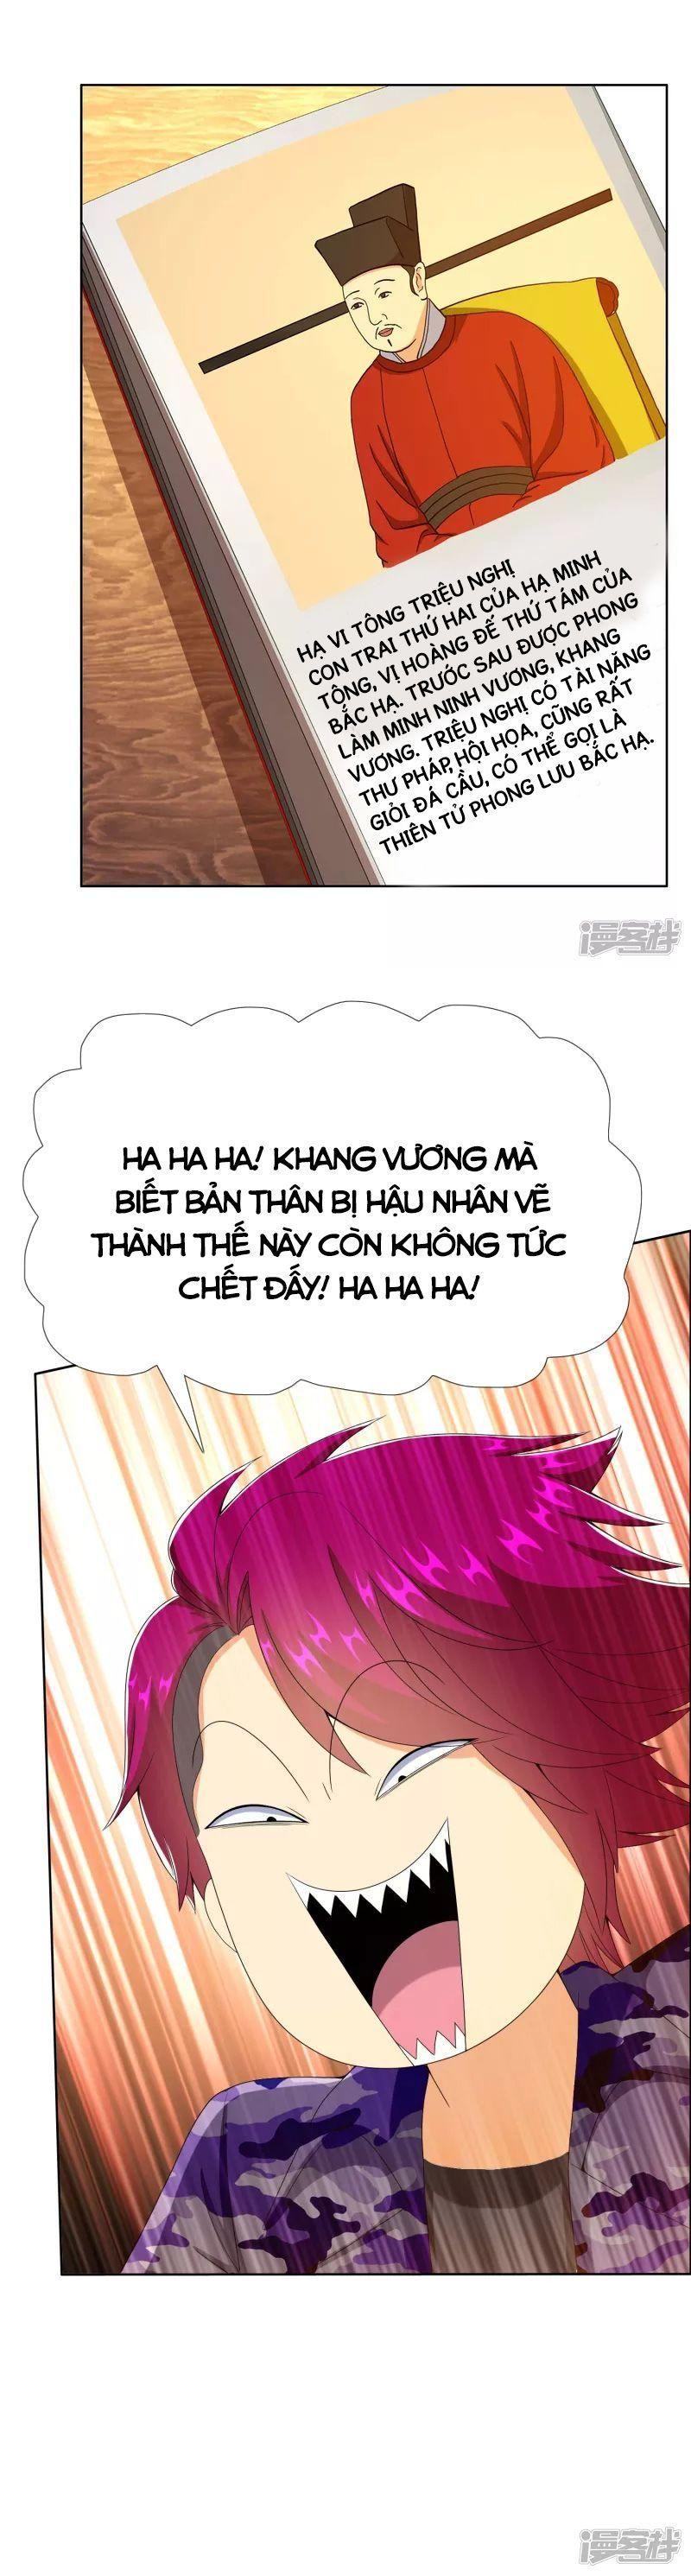 HẠ VI TÔNG TRIỆU NGHỊ
CON TRAI THỨ HAI CỦA HẠ MINH
TÔNG, VỊ HOÀNG ĐẾ THỨ TÁM CỦA
BẮC HẠ. TRƯỚC SAU ĐƯỢC PHONG
LÀM MINH NINH VƯƠNG, KHANG
VƯƠNG. TRIỆU NGHỊ CÓ TÀI NĂNG
THƯ PHÁP, HỘI HỌA, CŨNG RẤT
GIỎI ĐÁ CẦU, CÓ THỂ GỌI LÀ
THIÊN TỬ PHONG LƯU BẮC HẠ.
漫客栈
HA HA HA! KHANG VƯƠNG MÀ
BIẾT BẢN THÂN BỊ HẬU NHÂN VẼ
THÀNH THẾ NÀY CÒN KHÔNG TỨC
CHẾT ĐẤY! HA HA HA!
漫客栈